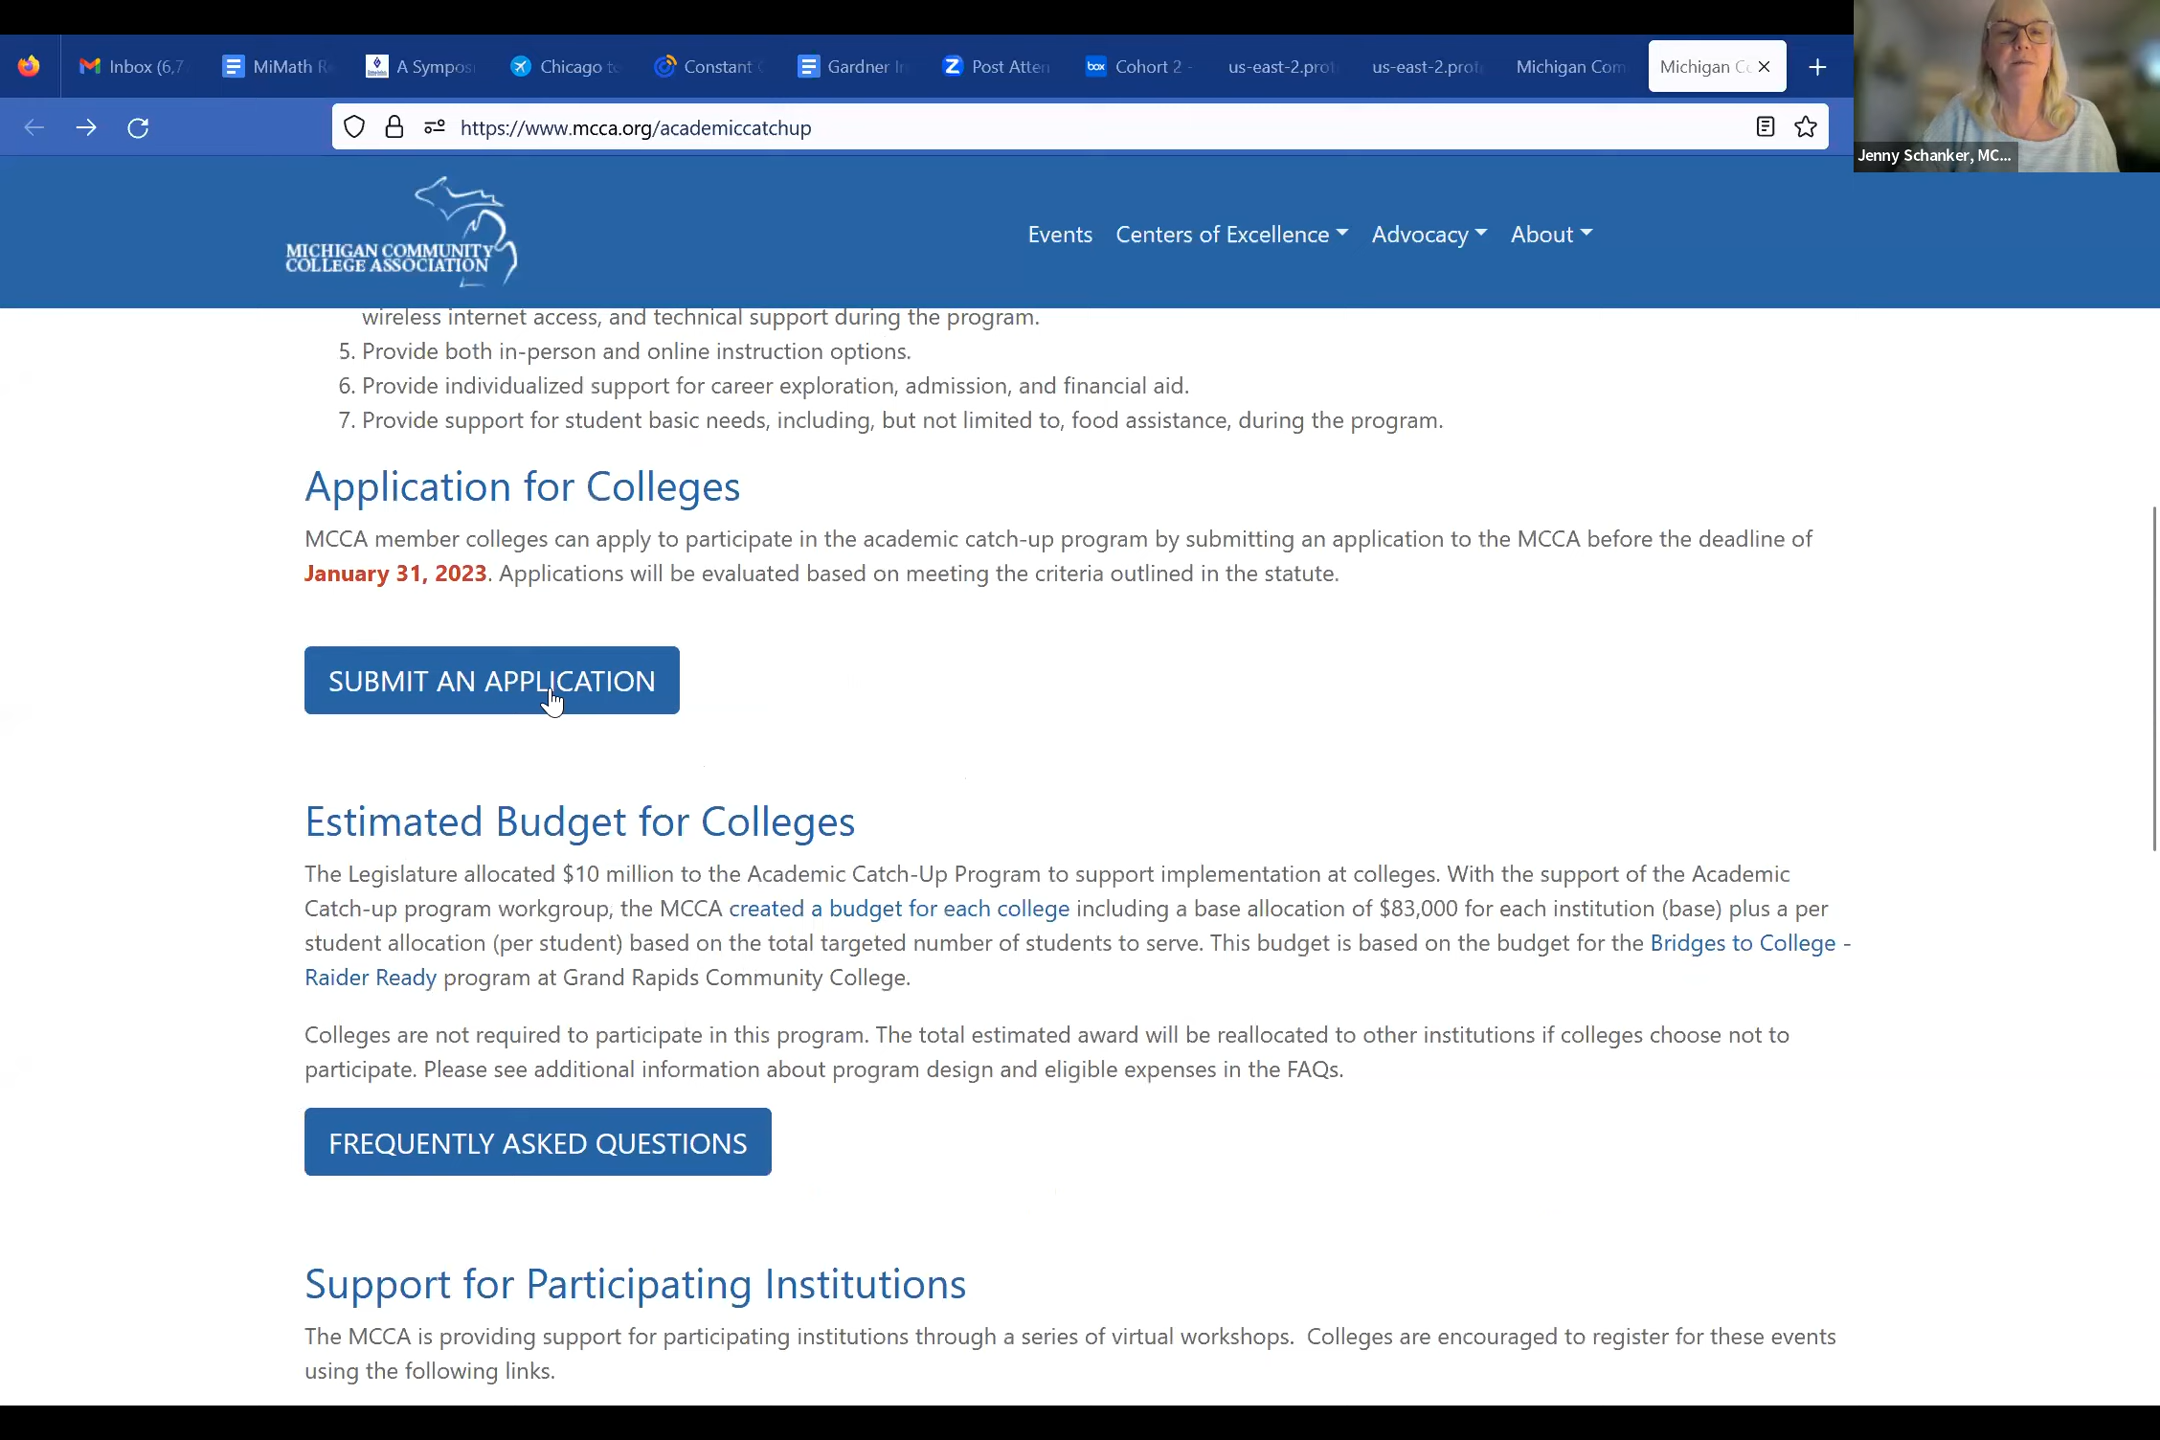 Inbox (6,7
MiMath R
A Sympos
Chicago to
Constant
Gardner I
Post Atten
box
Cohort 2 -
us-east-2.prot
us-east-2.prot
Michigan Com
Michigan C
https://www.mcca.org/academiccatchup
Jenny Schanker, MC...
MICHIGAN COMMUNITY
COLLEGE ASSOCIATION
Events Centers of Excellence Advocacy About
wireless internet access, and technical support during the program.
5. Provide both in-person and online instruction options.
6. Provide individualized support for career exploration, admission, and financial aid.
7. Provide support for student basic needs, including, but not limited to, food assistance, during the program.
Application for Colleges
MCCA member colleges can apply to participate in the academic catch-up program by submitting an application to the MCCA before the deadline of
January 31, 2023. Applications will be evaluated based on meeting the criteria outlined in the statute.
SUBMIT AN APPLICATION
Estimated Budget for Colleges
The Legislature allocated $10 million to the Academic Catch-Up Program to support implementation at colleges. With the support of the Academic
Catch-up program workgroup, the MCCA created a budget for each college including a base allocation of $83,000 for each institution (base) plus a per
student allocation (per student) based on the total targeted number of students to serve. This budget is based on the budget for the Bridges to College -
Raider Ready program at Grand Rapids Community College.
Colleges are not required to participate in this program. The total estimated award will be reallocated to other institutions if colleges choose not to
participate. Please see additional information about program design and eligible expenses in the FAQs.
FREQUENTLY ASKED QUESTIONS
Support for Participating Institutions
The MCCA is providing support for participating institutions through a series of virtual workshops. Colleges are encouraged to register for these events
using the following links.